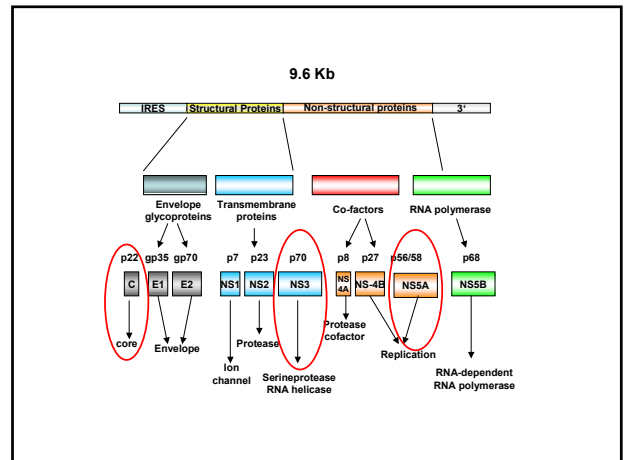 9.6 Kb
IRES Structural Proteins Non-structural proteins 3'
Envelope glycoproteins
Transmembrane proteins
Co-factors
RNA polymerase
p22 gp35 gp70 p7 p23 p70 p8 p27 p56/58 p68
C E1 E2 NS1 NS2 NS3 NS 4A NS-4B NS5A NS5B
core
Envelope
Ion channel
Protease
Serineprotease
RNA helicase
Protease cofactor
Replication
RNA-dependent
RNA polymerase